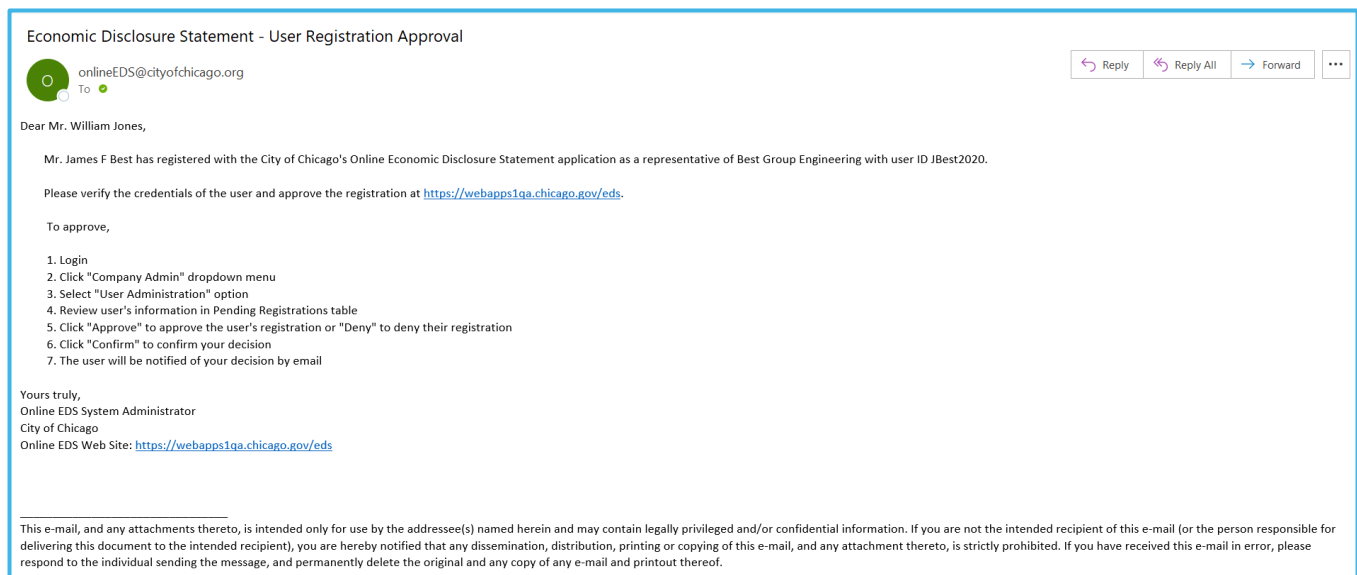 Economic Disclosure Statement - User Registration Approval
O
onlineEDS@cityofchicago.org
To
Reply
Reply All
Forward
Dear Mr. William Jones,
Mr. James F Best has registered with the City of Chicago's Online Economic Disclosure Statement application as a representative of Best Group Engineering with user ID JBest2020.
Please verify the credentials of the user and approve the registration at https://webapps1qa.chicago.gov/eds.
To approve,
1. Login
2. Click "Company Admin" dropdown menu
3. Select "User Administration" option
4. Review user's information in Pending Registrations table
5. Click "Approve" to approve the user's registration or "Deny" to deny their registration
6. Click "Confirm" to confirm your decision
7. The user will be notified of your decision by email
Yours truly,
Online EDS System Administrator
City of Chicago
Online EDS Web Site: https://webapps1qa.chicago.gov/eds
This e-mail, and any attachments thereto, is intended only for use by the addressee(s) named herein and may contain legally privileged and/or confidential information. If you are not the intended recipient of this e-mail (or the person responsible for
delivering this document to the intended recipient), you are hereby notified that any dissemination, distribution, printing or copying of this e-mail, and any attachment thereto, is strictly prohibited. If you have received this e-mail in error, please
respond to the individual sending the message, and permanently delete the original and any copy of any e-mail and printout thereof.